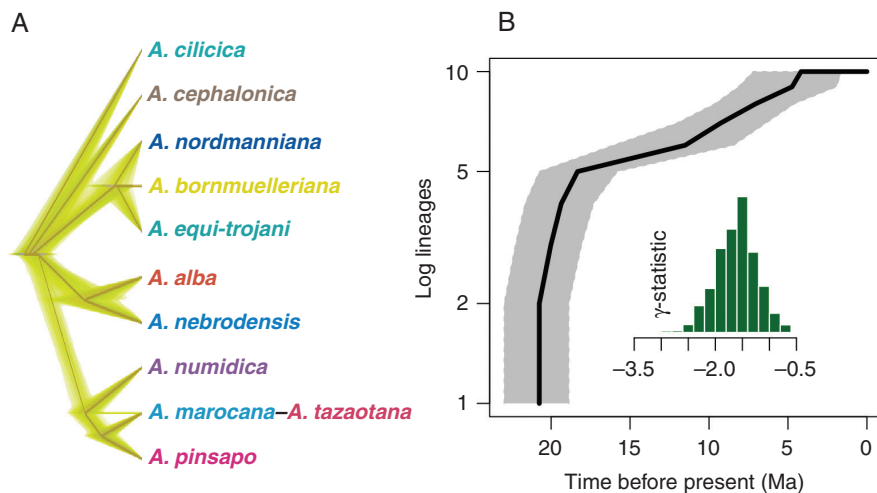 A
A. cilicica
A. cephalonica
A. nordmanniana
A. bornmuelleriana
A. equi-trojani
A. alba
A. nebrodensis
A. numidica
A. marocana–A. tazaotana
A. pinsapo
B
Log lineages
10
5
2
1
γ-statistic
–3.5 –2.0 –0.5
20 15 10 5 0
Time before present (Ma)